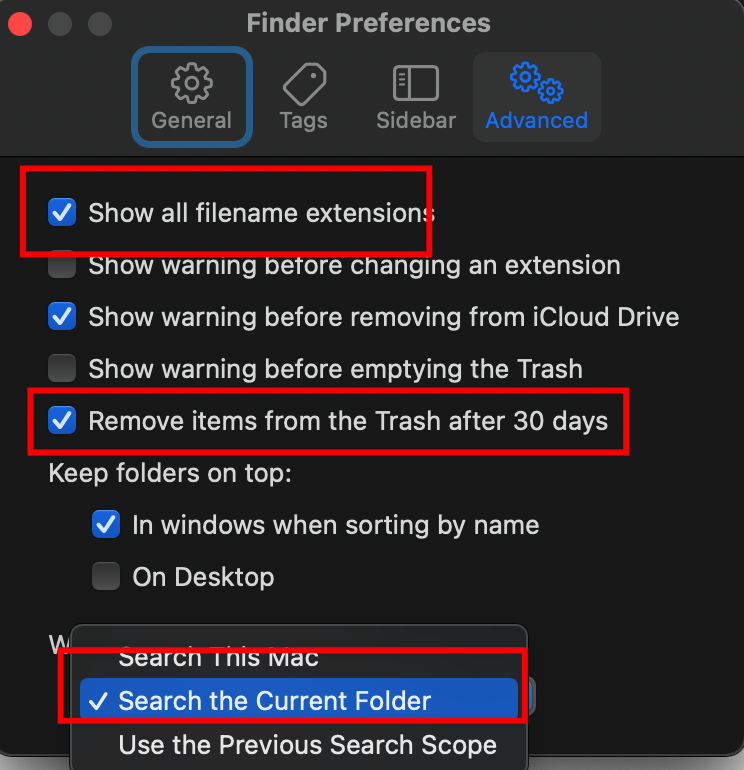 Finder Preferences
General
Tags
Sidebar
Advanced
Show all filename extensions
Show warning before changing an extension
Show warning before removing from iCloud Drive
Show warning before emptying the Trash
Remove items from the Trash after 30 days
Keep folders on top:
In windows when sorting by name
On Desktop
Search This Mac
Search the Current Folder
Use the Previous Search Scope